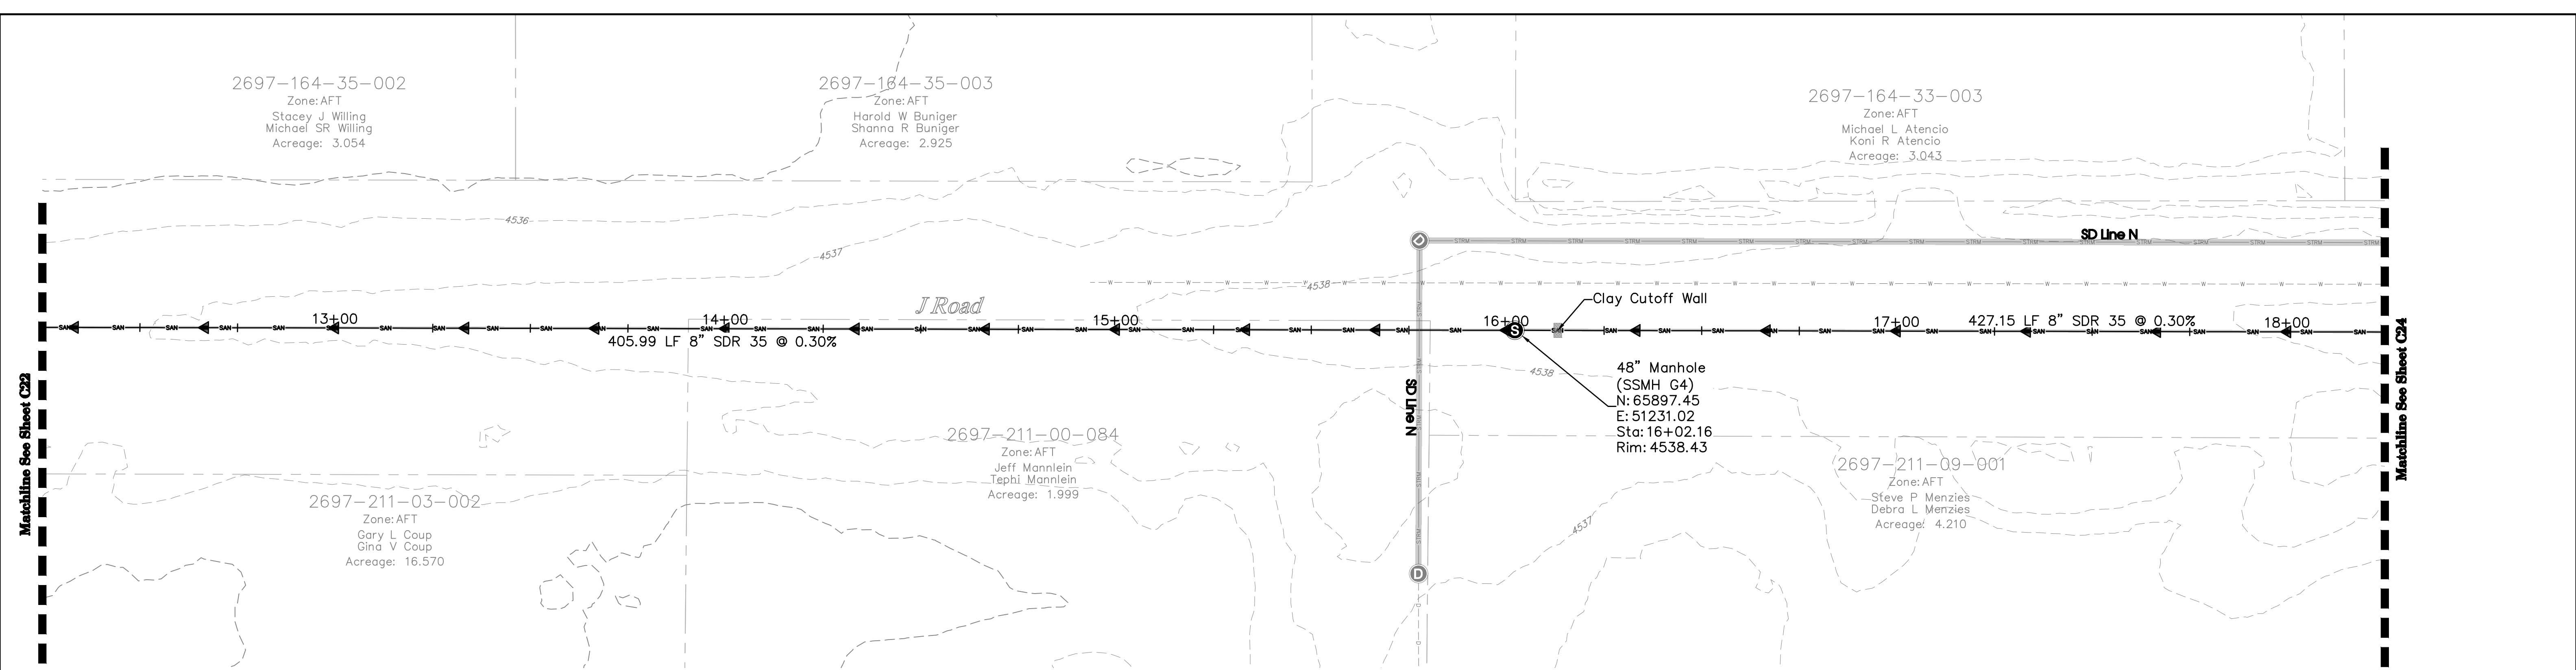 2697-164-35-002
Zone: AFT
Stacey J Willing
Michael SR Willing
Acreage: 3.054
2697-164-35-003
Zone: AFT
Harold W Buniger
Shanna R Buniger
Acreage: 2.925
2697-164-33-003
Zone: AFT
Michael L Atencio
Koni R Atencio
Acreage: 3.043
4536
4537
4538
J Road
SD Line N
Clay Cutoff Wall
13+00
14+00
15+00
16+00
17+00
18+00
405.99 LF 8" SDR 35 @ 0.30%
427.15 LF 8" SDR 35 @ 0.30%
S
D
48" Manhole
(SSMH G4)
N: 65897.45
E: 51231.02
Sta: 16+02.16
Rim: 4538.43
4538
SD Line N
D
4537
2697-211-03-002
Zone: AFT
Gary L Coup
Gina V Coup
Acreage: 16.570
2697-211-00-084
Zone: AFT
Jeff Mannlein
Tephi Mannlein
Acreage: 1.999
2697-211-09-001
Zone: AFT
Steve P Menzies
Debra L Menzies
Acreage: 4.210
Matchline See Sheet C22
Matchline See Sheet C24